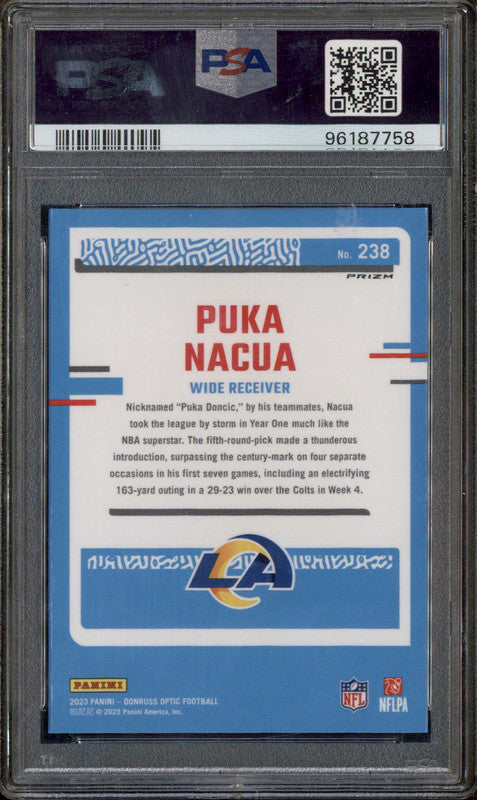 PSA
PSA
96187758
No. 238
PRIZM
PUKA
NACUA
WIDE RECEIVER
Nicknamed "Puka Doncic," by his teammates, Nacua
took the league by storm in Year One much like the
NBA superstar. The fifth-round-pick made a thunderous
introduction, surpassing the century-mark on four separate
occasions in his first seven games, including an electrifying
163-yard outing in a 29-23 win over the Colts in Week 4.
LA
PANINI
2023 PANINI – DONRUSS OPTIC FOOTBALL
帕尼尼 © 2023 Panini America, Inc.
NFL
NFLPA